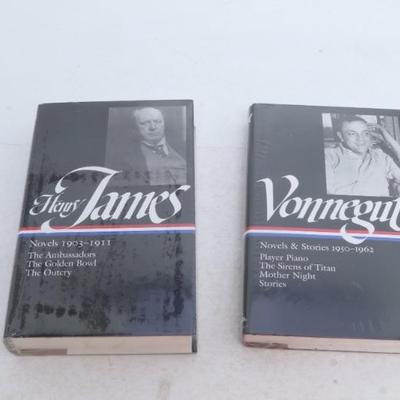 Henry James
Novels 1903–1911
The Ambassadors
The Golden Bowl
The Outcry
Vonnegut
Novels & Stories 1950–1962
Player Piano
The Sirens of Titan
Mother Night
Stories